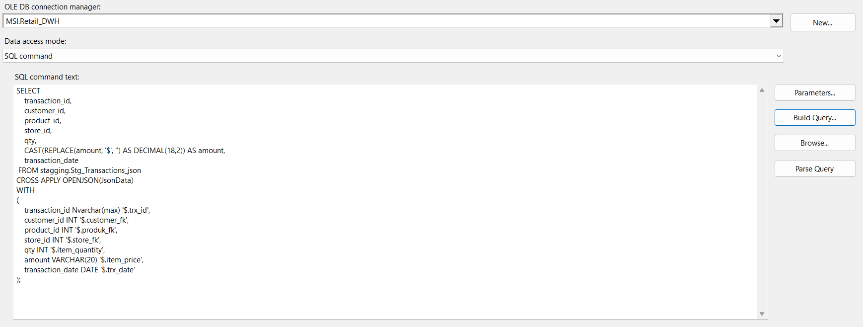 OLE DB connection manager:
MSI.Retail_DWH
New...
Data access mode:
SQL command
SQL command text:
SELECT
transaction_id,
customer_id,
product_id,
store_id,
qty,
CAST(REPLACE(amount, '$', '') AS DECIMAL(18,2)) AS amount,
transaction_date
FROM stagging.Stg_Transactions_json
CROSS APPLY OPENJSON(JsonData)
WITH
(
transaction_id Nvarchar(max) '$.trx_id',
customer_id INT '$.customer_fk',
product_id INT '$.produk_fk',
store_id INT '$.store_fk',
qty INT '$.item_quantity',
amount VARCHAR(20) '$.item_price',
transaction_date DATE '$.trx_date'
);
Parameters...
Build Query...
Browse...
Parse Query